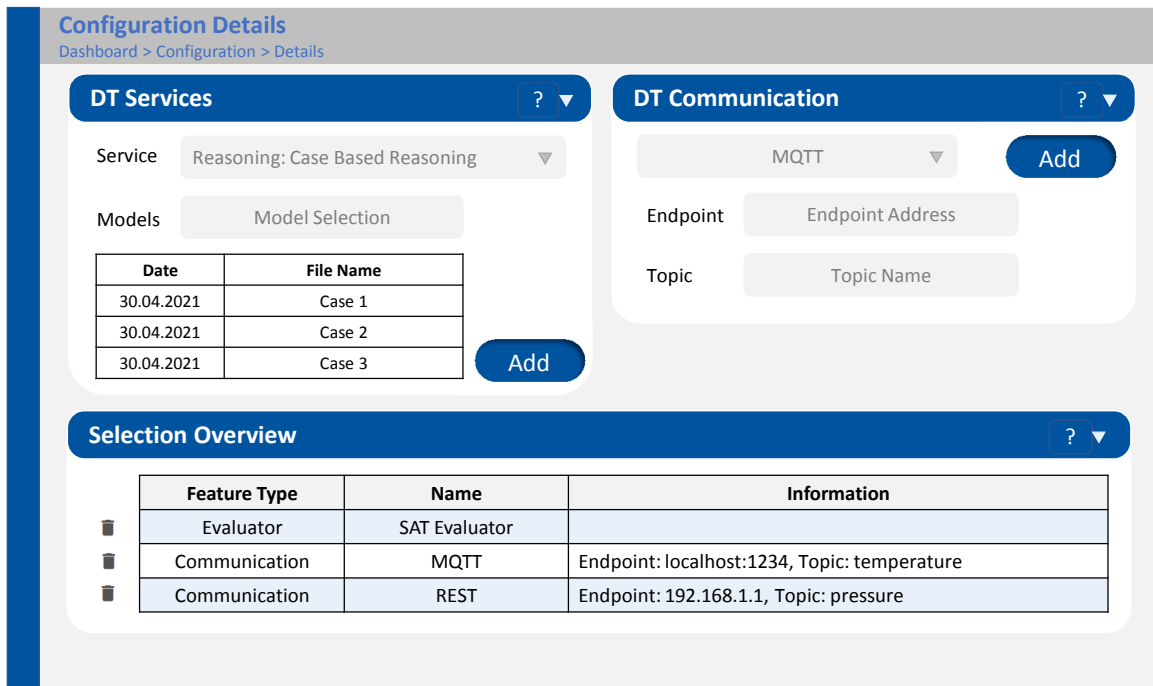 Configuration Details
Dashboard > Configuration > Details
DT Services ?
Service Reasoning: Case Based Reasoning
Models Model Selection
Date File Name
30.04.2021 Case 1
30.04.2021 Case 2
30.04.2021 Case 3
Add
DT Communication ?
MQTT Add
Endpoint Endpoint Address
Topic Topic Name
Selection Overview ?
Feature Type Name Information
Evaluator SAT Evaluator
Communication MQTT Endpoint: localhost:1234, Topic: temperature
Communication REST Endpoint: 192.168.1.1, Topic: pressure